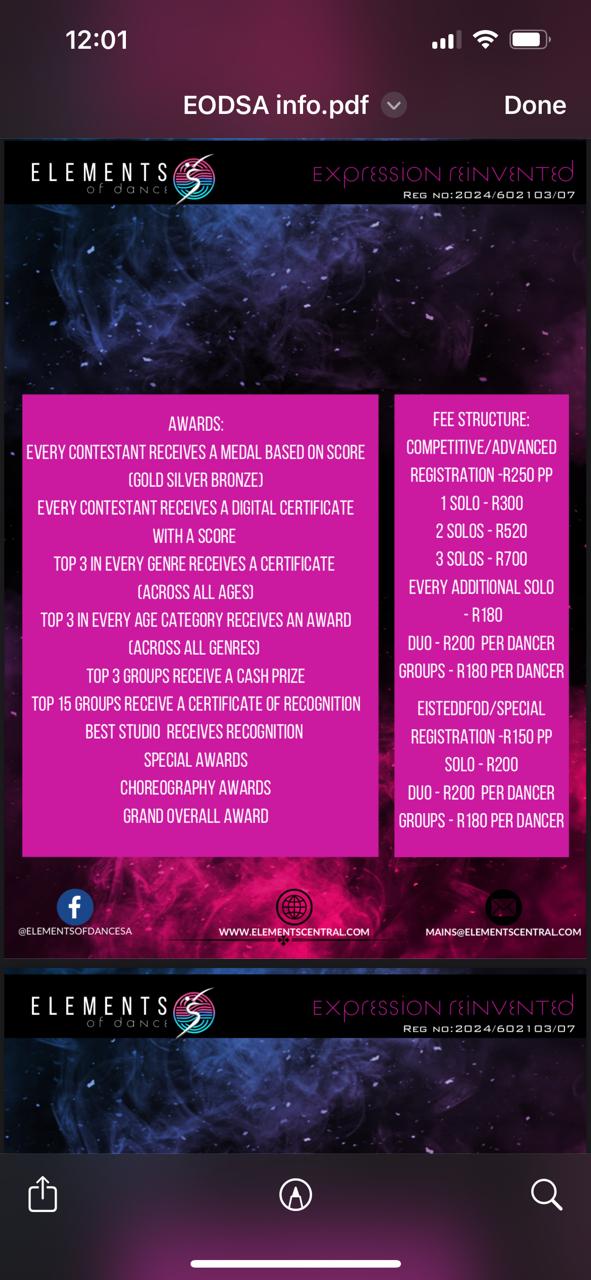 12:01
EODSA info.pdf
Done
ELEMENTS
of dance
EXPRESSION REINVENTED
REG NO:2024/602103/07
AWARDS:
EVERY CONTESTANT RECEIVES A MEDAL BASED ON SCORE
(GOLD SILVER BRONZE)
EVERY CONTESTANT RECEIVES A DIGITAL CERTIFICATE
WITH A SCORE
TOP 3 IN EVERY GENRE RECEIVES A CERTIFICATE
(ACROSS ALL AGES)
TOP 3 IN EVERY AGE CATEGORY RECEIVES AN AWARD
(ACROSS ALL GENRES)
TOP 3 GROUPS RECEIVE A CASH PRIZE
TOP 15 GROUPS RECEIVE A CERTIFICATE OF RECOGNITION
BEST STUDIO RECEIVES RECOGNITION
SPECIAL AWARDS
CHOREOGRAPHY AWARDS
GRAND OVERALL AWARD
FEE STRUCTURE:
COMPETITIVE/ADVANCED
REGISTRATION -R250 PP
1 SOLO - R300
2 SOLOS - R520
3 SOLOS - R700
EVERY ADDITIONAL SOLO
- R180
DUO - R200 PER DANCER
GROUPS - R180 PER DANCER
EISTEDDFOD/SPECIAL
REGISTRATION -R150 PP
SOLO - R200
DUO - R200 PER DANCER
GROUPS - R180 PER DANCER
@ELEMENTSOFDANCESA
WWW.ELEMENTSCENTRAL.COM
MAINS@ELEMENTSCENTRAL.COM
ELEMENTS
of dance
EXPRESSION REINVENTED
REG NO:2024/602103/07